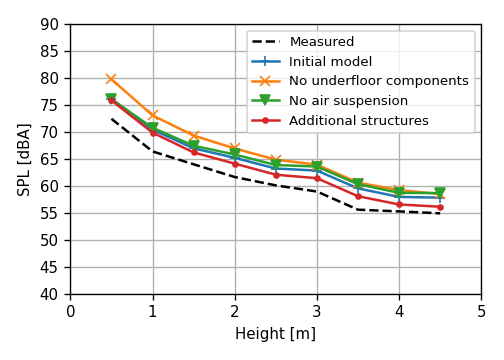 90
85
80
75
70
65
60
55
50
45
40
SPL [dBA]
Measured
Initial model
No underfloor components
No air suspension
Additional structures
0 1 2 3 4 5
Height [m]